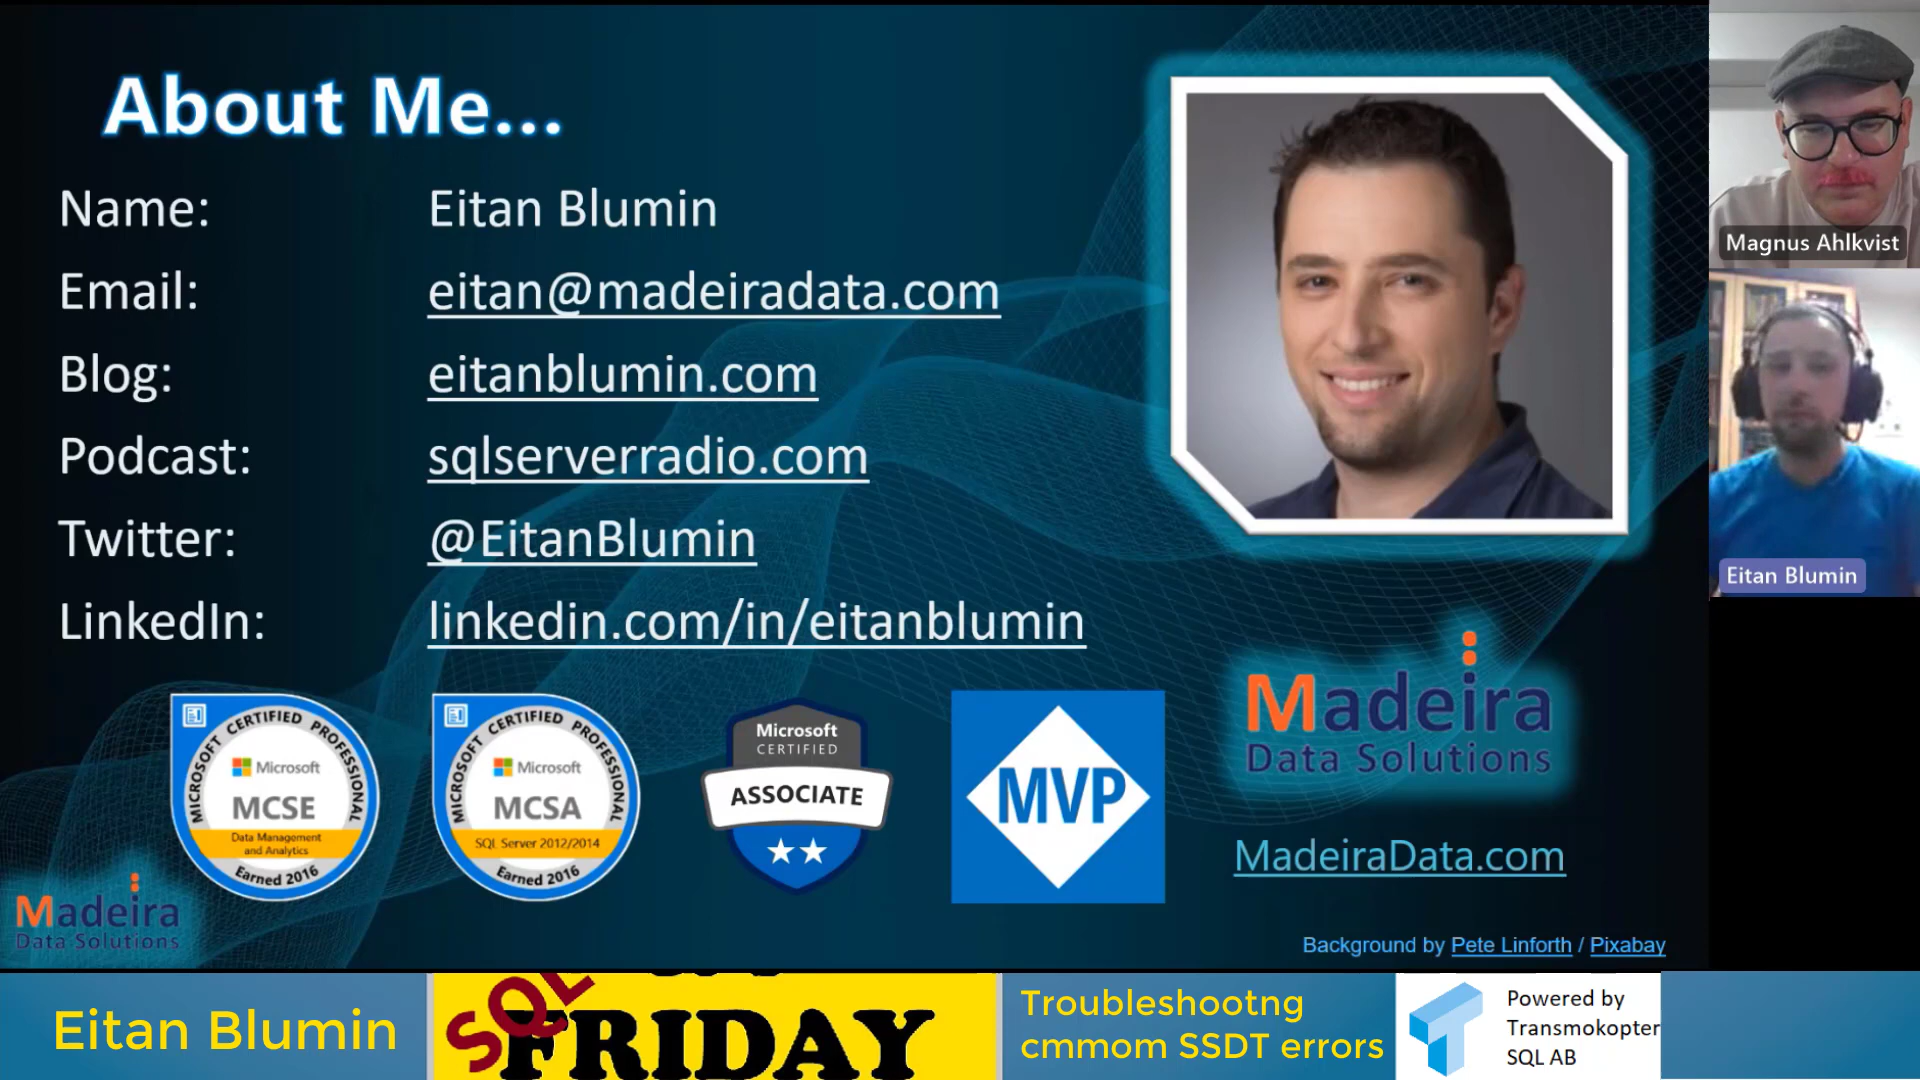 About Me...
Name: Eitan Blumin
Email: eitan@madeiradata.com
Blog: eitanblumin.com
Podcast: sqlserverradio.com
Twitter: @EitanBlumin
LinkedIn: linkedin.com/in/eitanblumin
Magnus Ahlkvist
Eitan Blumin
MICROSOFT CERTIFIED PROFESSIONAL
Microsoft
MCSE
Data Management
and Analytics
Earned 2016
MICROSOFT CERTIFIED PROFESSIONAL
Microsoft
MCSA
SQL Server 2012/2014
Earned 2016
Microsoft
CERTIFIED
ASSOCIATE
MVP
Madeira
Data Solutions
MadeiraData.com
Madeira
Data Solutions
Background by Pete Linforth / Pixabay
Eitan Blumin
SQL
FRIDAY
Troubleshootng
cmmom SSDT errors
Powered by
Transmokopter
SQL AB